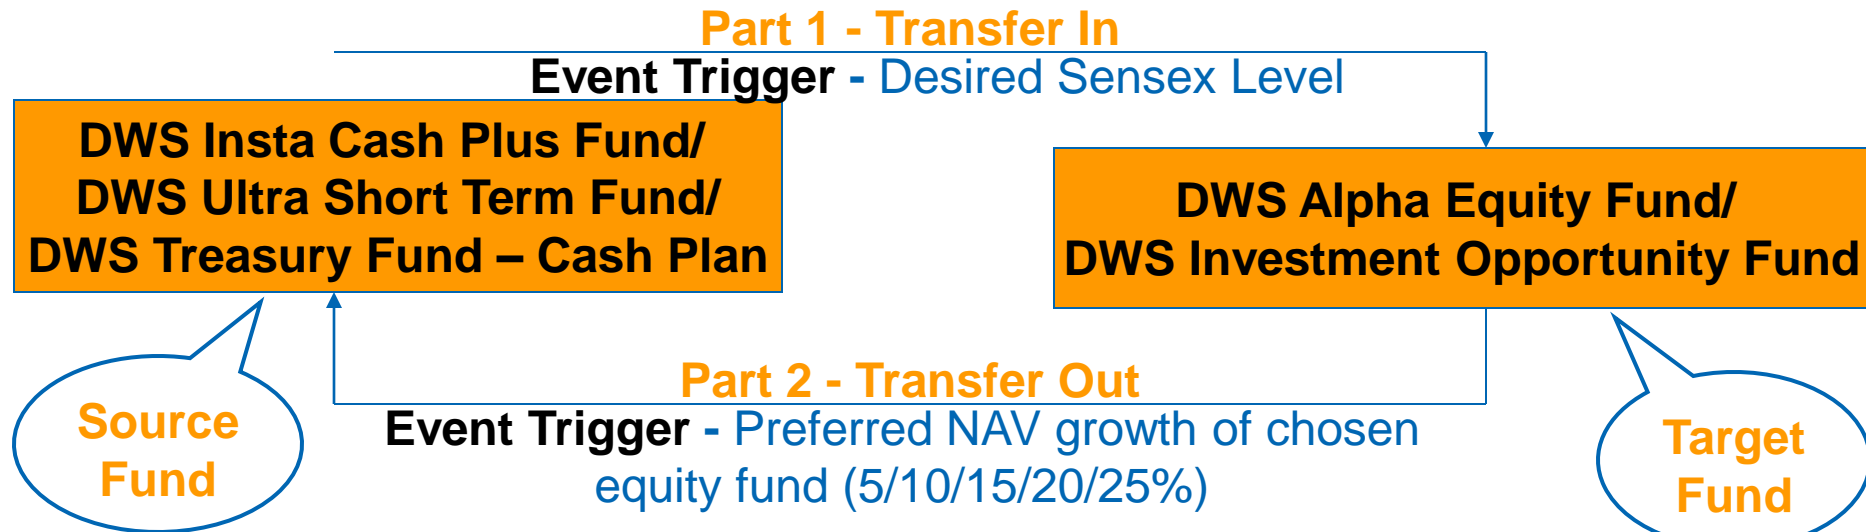 Part 1 - Transfer In
Event Trigger - Desired Sensex Level
DWS Insta Cash Plus Fund/
DWS Ultra Short Term Fund/
DWS Treasury Fund – Cash Plan
DWS Alpha Equity Fund/
DWS Investment Opportunity Fund
Part 2 - Transfer Out
Event Trigger - Preferred NAV growth of chosen
equity fund (5/10/15/20/25%)
Source
Fund
Target
Fund